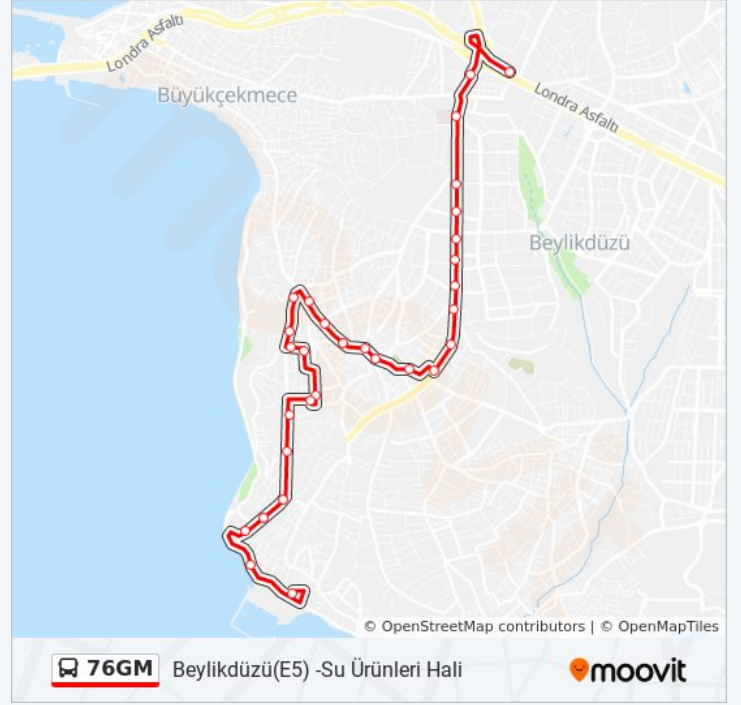 Londra Asfaltı
Büyükçekmece
Londra Asfaltı
Beylikdüzü
© OpenStreetMap contributors | © OpenMapTiles
76GM Beylikdüzü(E5) -Su Ürünleri Hali moovit